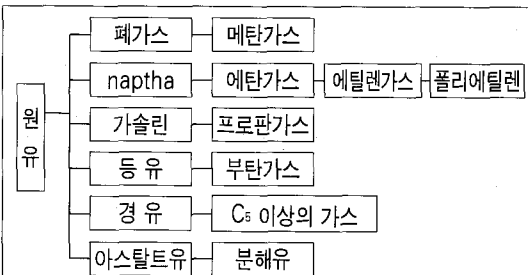 폐가스 메탄가스
naptha 에탄가스 에틸렌가스 폴리에틸렌
원유
가솔린 프로판가스
등 유 부탄가스
경 유 C₅ 이상의 가스
아스탈트유 분해유